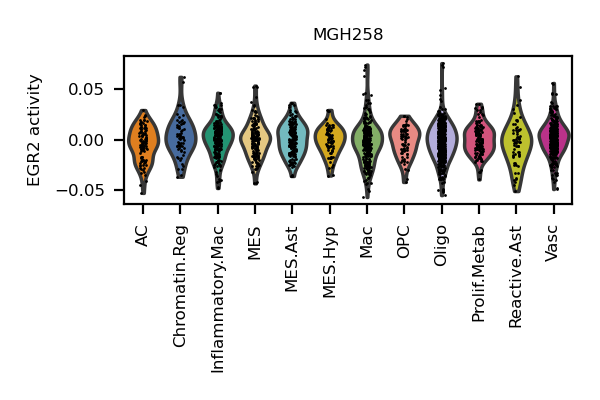 MGH258
EGR2 activity
0.05
0.00
−0.05
AC
Chromatin.Reg
Inflammatory.Mac
MES
MES.Ast
MES.Hyp
Mac
OPC
Oligo
Prolif.Metab
Reactive.Ast
Vasc